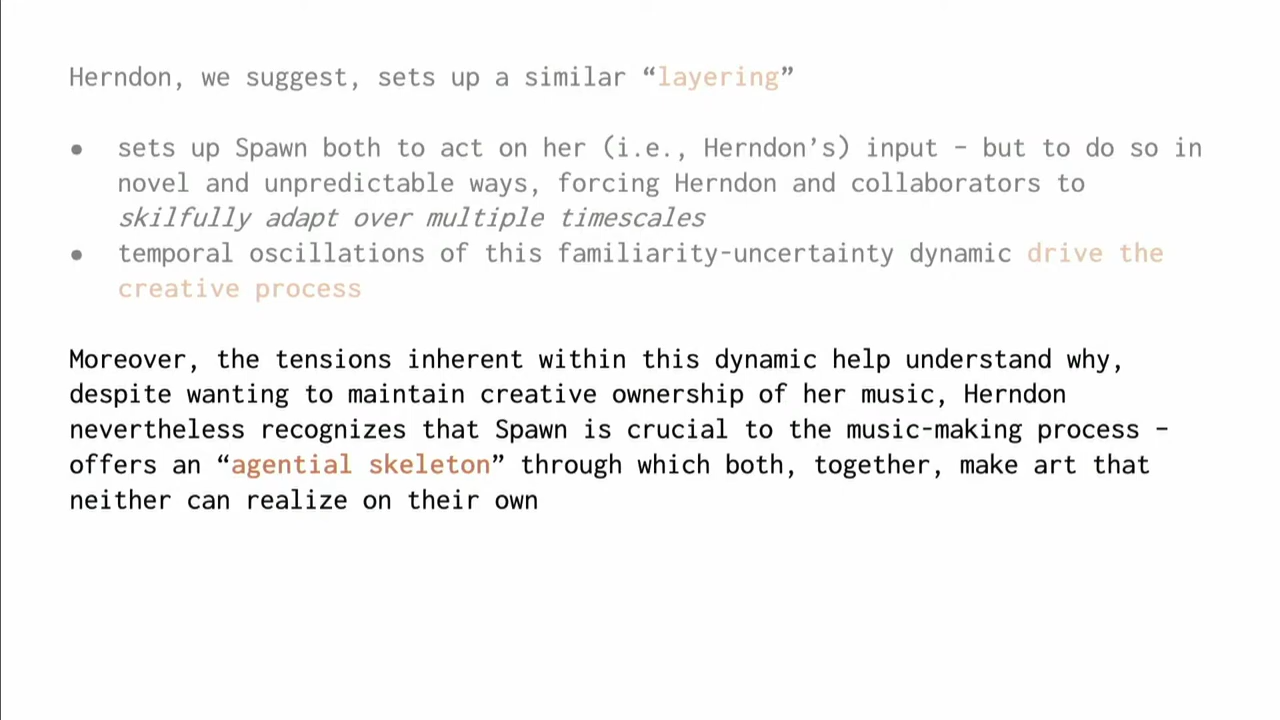 Herndon, we suggest, sets up a similar “layering”
● sets up Spawn both to act on her (i.e., Herndon’s) input – but to do so in
novel and unpredictable ways, forcing Herndon and collaborators to
skilfully adapt over multiple timescales
● temporal oscillations of this familiarity-uncertainty dynamic drive the
creative process
Moreover, the tensions inherent within this dynamic help understand why,
despite wanting to maintain creative ownership of her music, Herndon
nevertheless recognizes that Spawn is crucial to the music-making process –
offers an “agential skeleton” through which both, together, make art that
neither can realize on their own